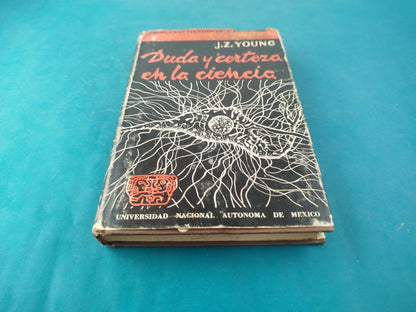 J. Z. YOUNG
Duda y certeza
en la ciencia
UNIVERSIDAD NACIONAL AUTONOMA DE MEXICO